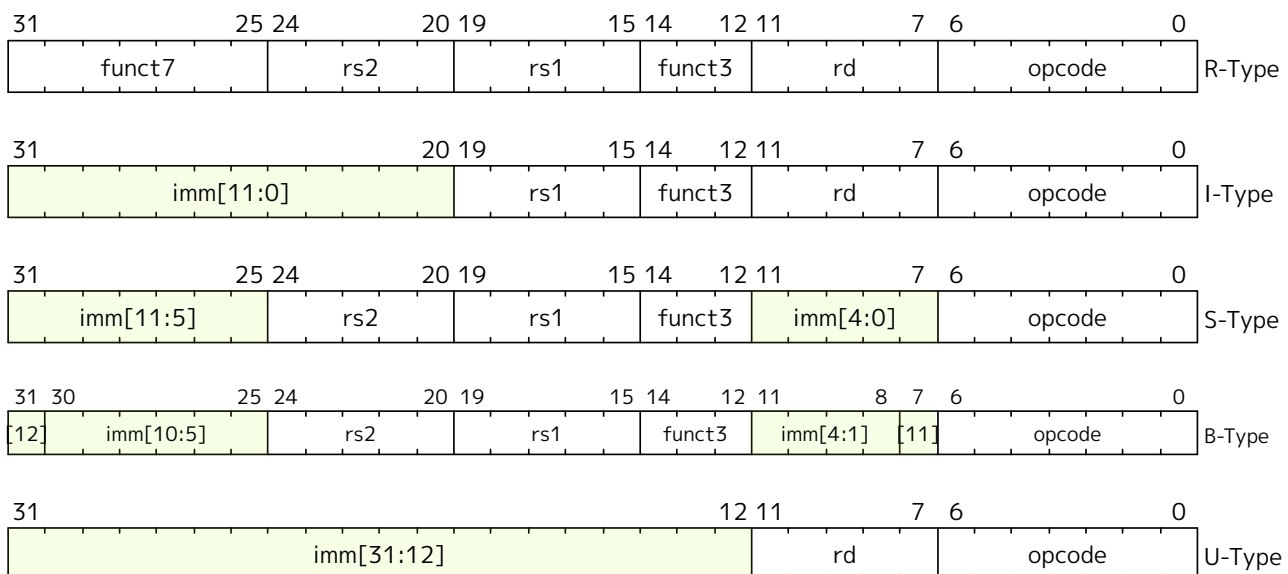 31 25 24 20 19 15 14 12 11 7 6 0
funct7 rs2 rs1 funct3 rd opcode R-Type
31 20 19 15 14 12 11 7 6 0
imm[11:0] rs1 funct3 rd opcode I-Type
31 25 24 20 19 15 14 12 11 7 6 0
imm[11:5] rs2 rs1 funct3 imm[4:0] opcode S-Type
31 30 25 24 20 19 15 14 12 11 8 7 6 0
[12] imm[10:5] rs2 rs1 funct3 imm[4:1] [11] opcode B-Type
31 12 11 7 6 0
imm[31:12] rd opcode U-Type